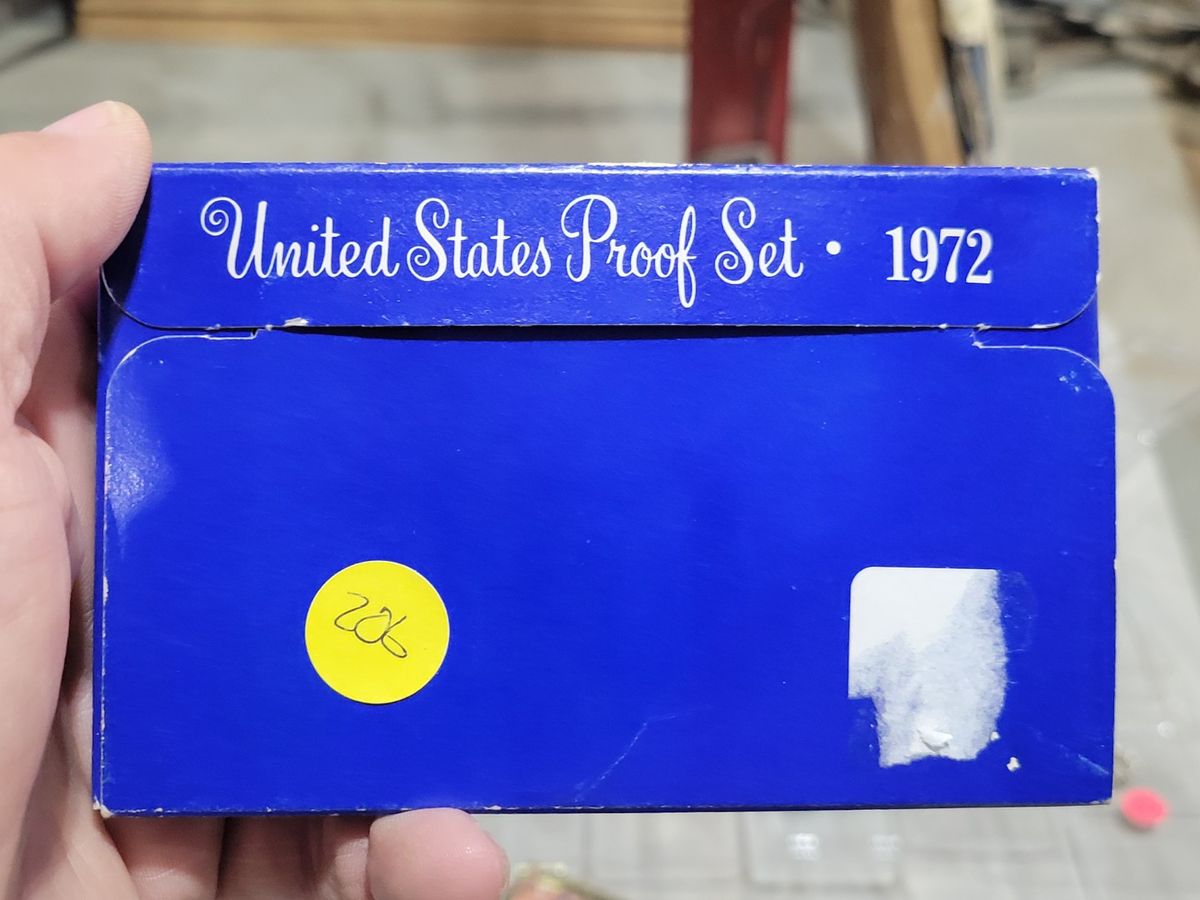 United States Proof Set • 1972
206